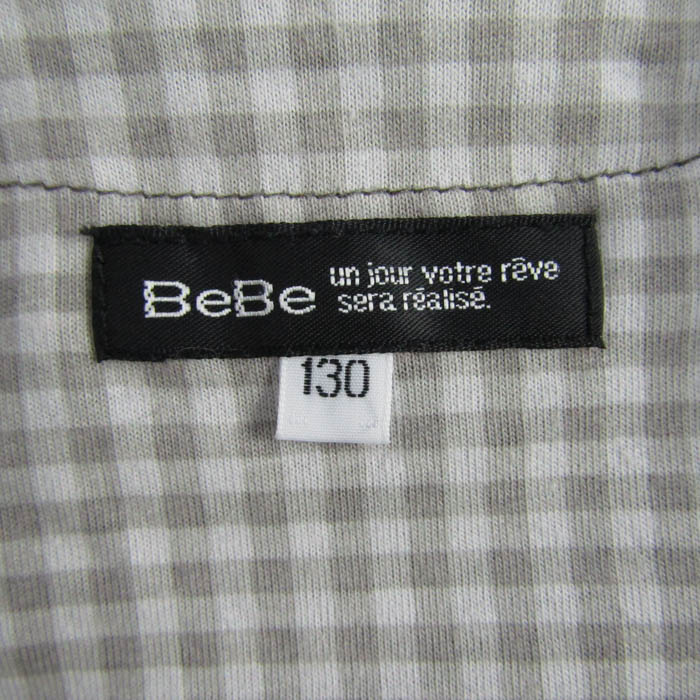 BeBe
un jour votre rêve
sera réalisé.
130